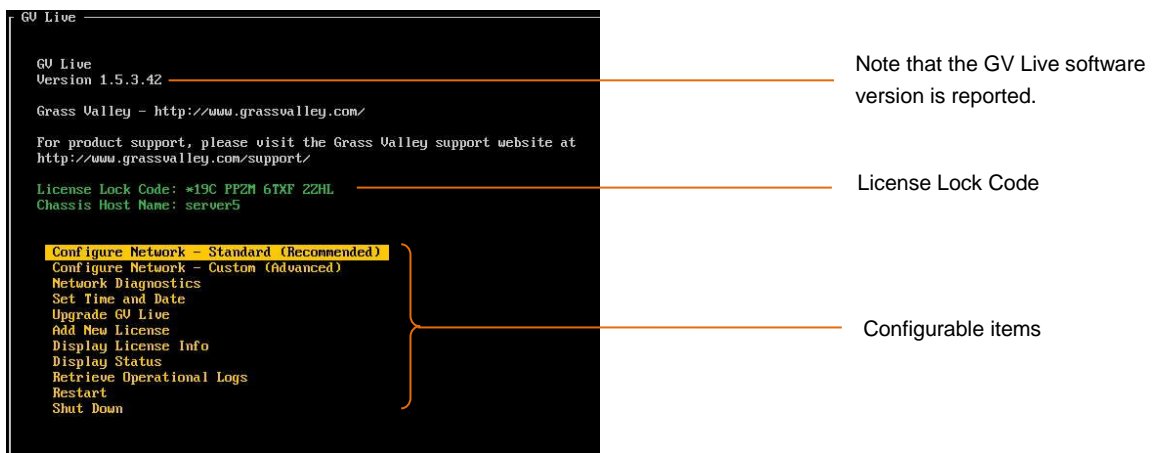 GV Live
GV Live
Version 1.5.3.42
Grass Valley - http://www.grassvalley.com/
For product support, please visit the Grass Valley support website at
http://www.grassvalley.com/support/
License Lock Code: *19C PPZM 6TXF 2ZHL
Chassis Host Name: server5
Configure Network - Standard (Recommended)
Configure Network - Custom (Advanced)
Network Diagnostics
Set Time and Date
Upgrade GV Live
Add New License
Display License Info
Display Status
Retrieve Operational Logs
Restart
Shut Down
Note that the GV Live software
version is reported.
License Lock Code
Configurable items